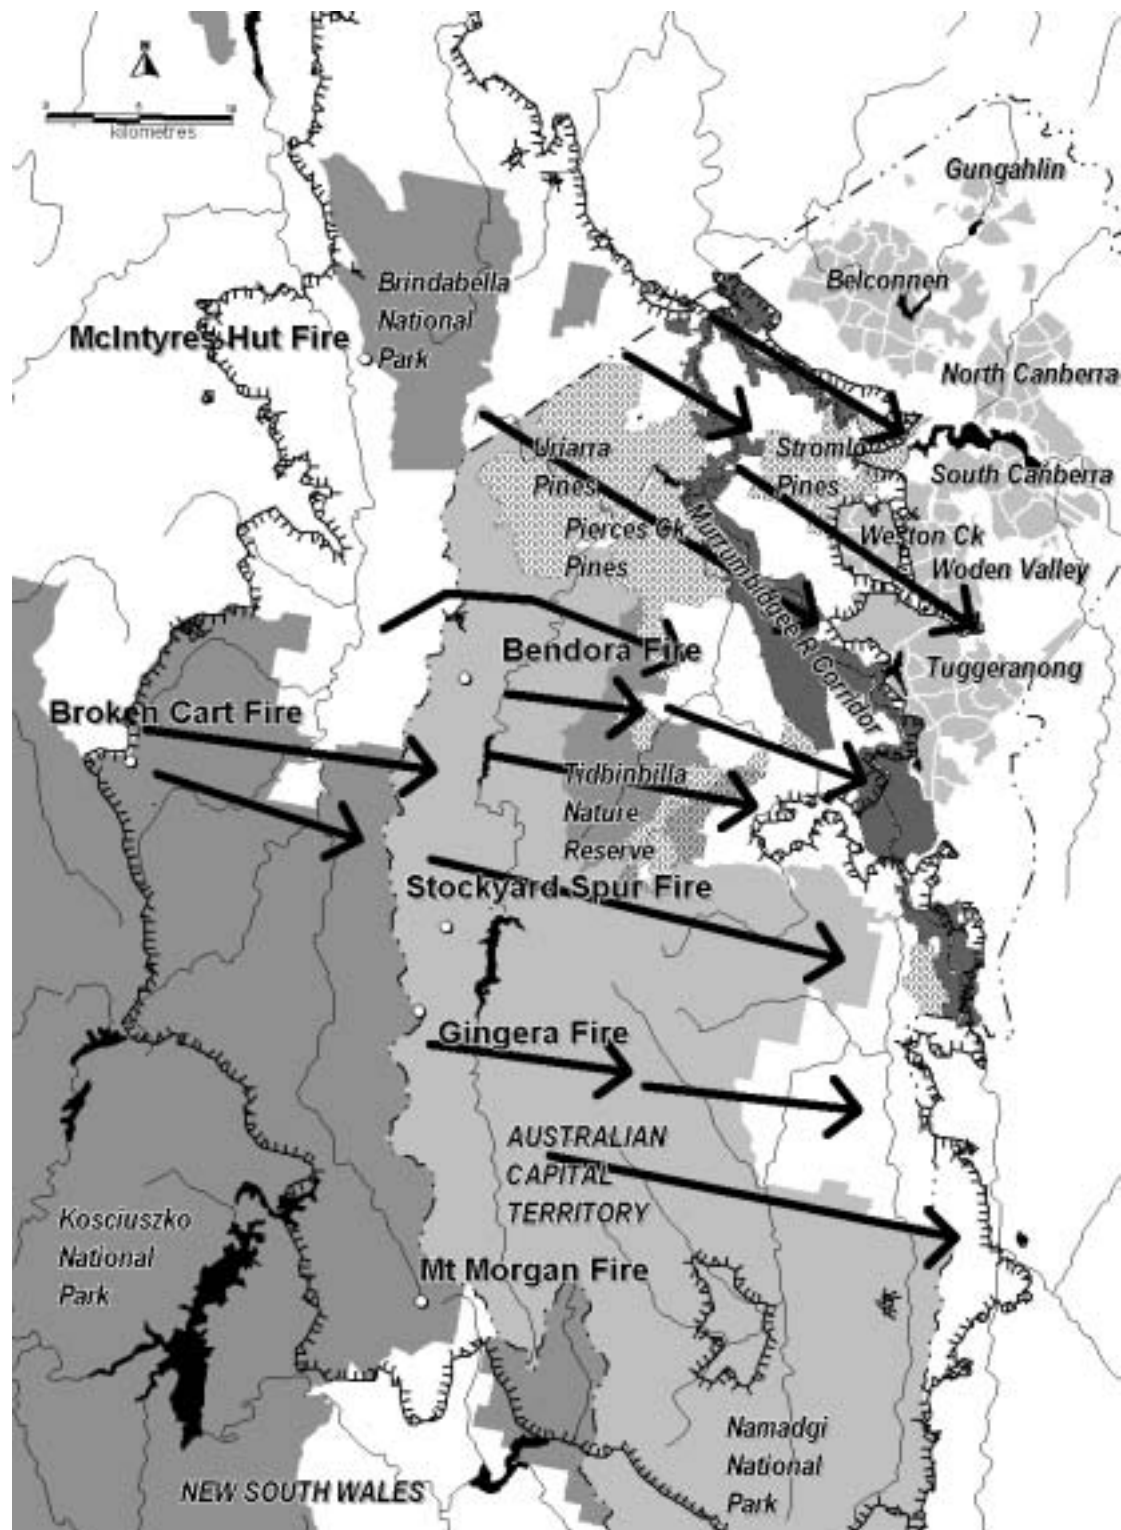 N
kilometres
Gungahlin
Belconnen
Brindabella
National
Park
McIntyres Hut Fire
North Canberra
Uriarra
Pines
Stromlo
Pines
South Canberra
Pierces Ck
Pines
Weston Ck
Woden Valley
Murrumbidgee R Corridor
Bendora Fire
Tuggeranong
Broken Cart Fire
Tidbinbilla
Nature
Reserve
Stockyard Spur Fire
Gingera Fire
AUSTRALIAN
CAPITAL
TERRITORY
Kosciuszko
National
Park
Mt Morgan Fire
Namadgi
National
Park
NEW SOUTH WALES